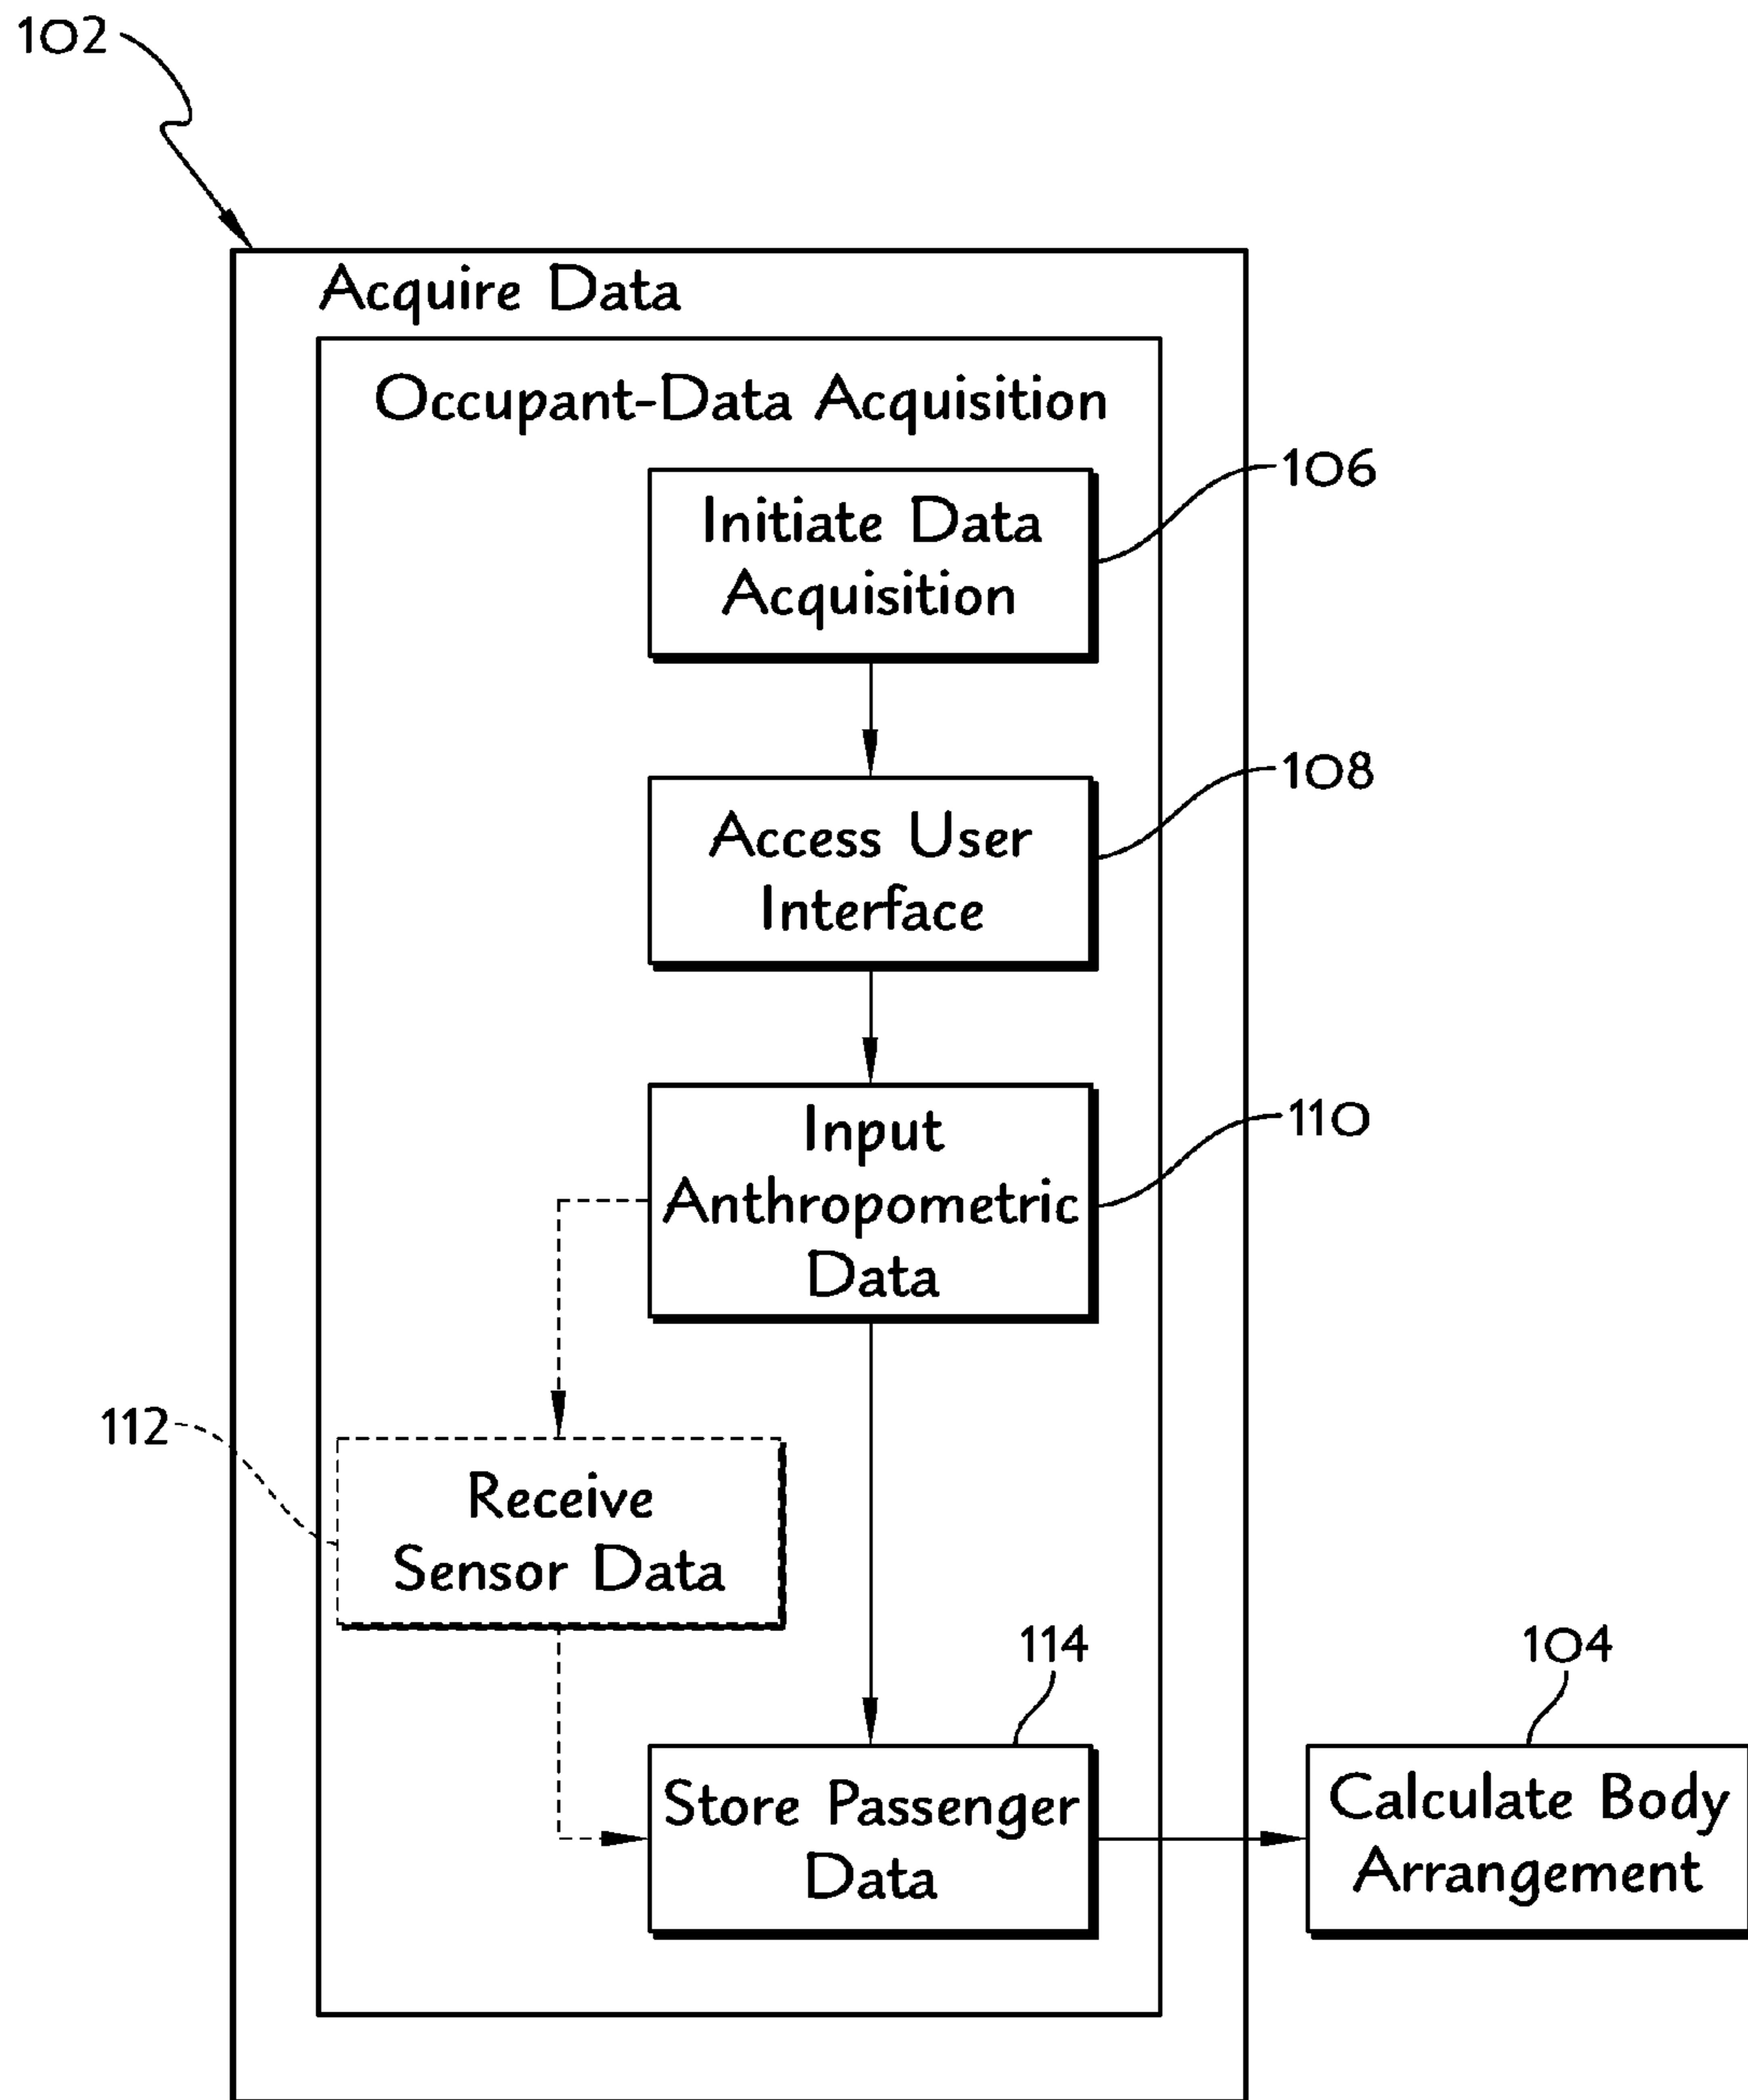 102
Acquire Data
Occupant-Data Acquisition
Initiate Data
Acquisition
106
Access User
Interface
108
Input
Anthropometric
Data
110
112
Receive
Sensor Data
114
Store Passenger
Data
104
Calculate Body
Arrangement